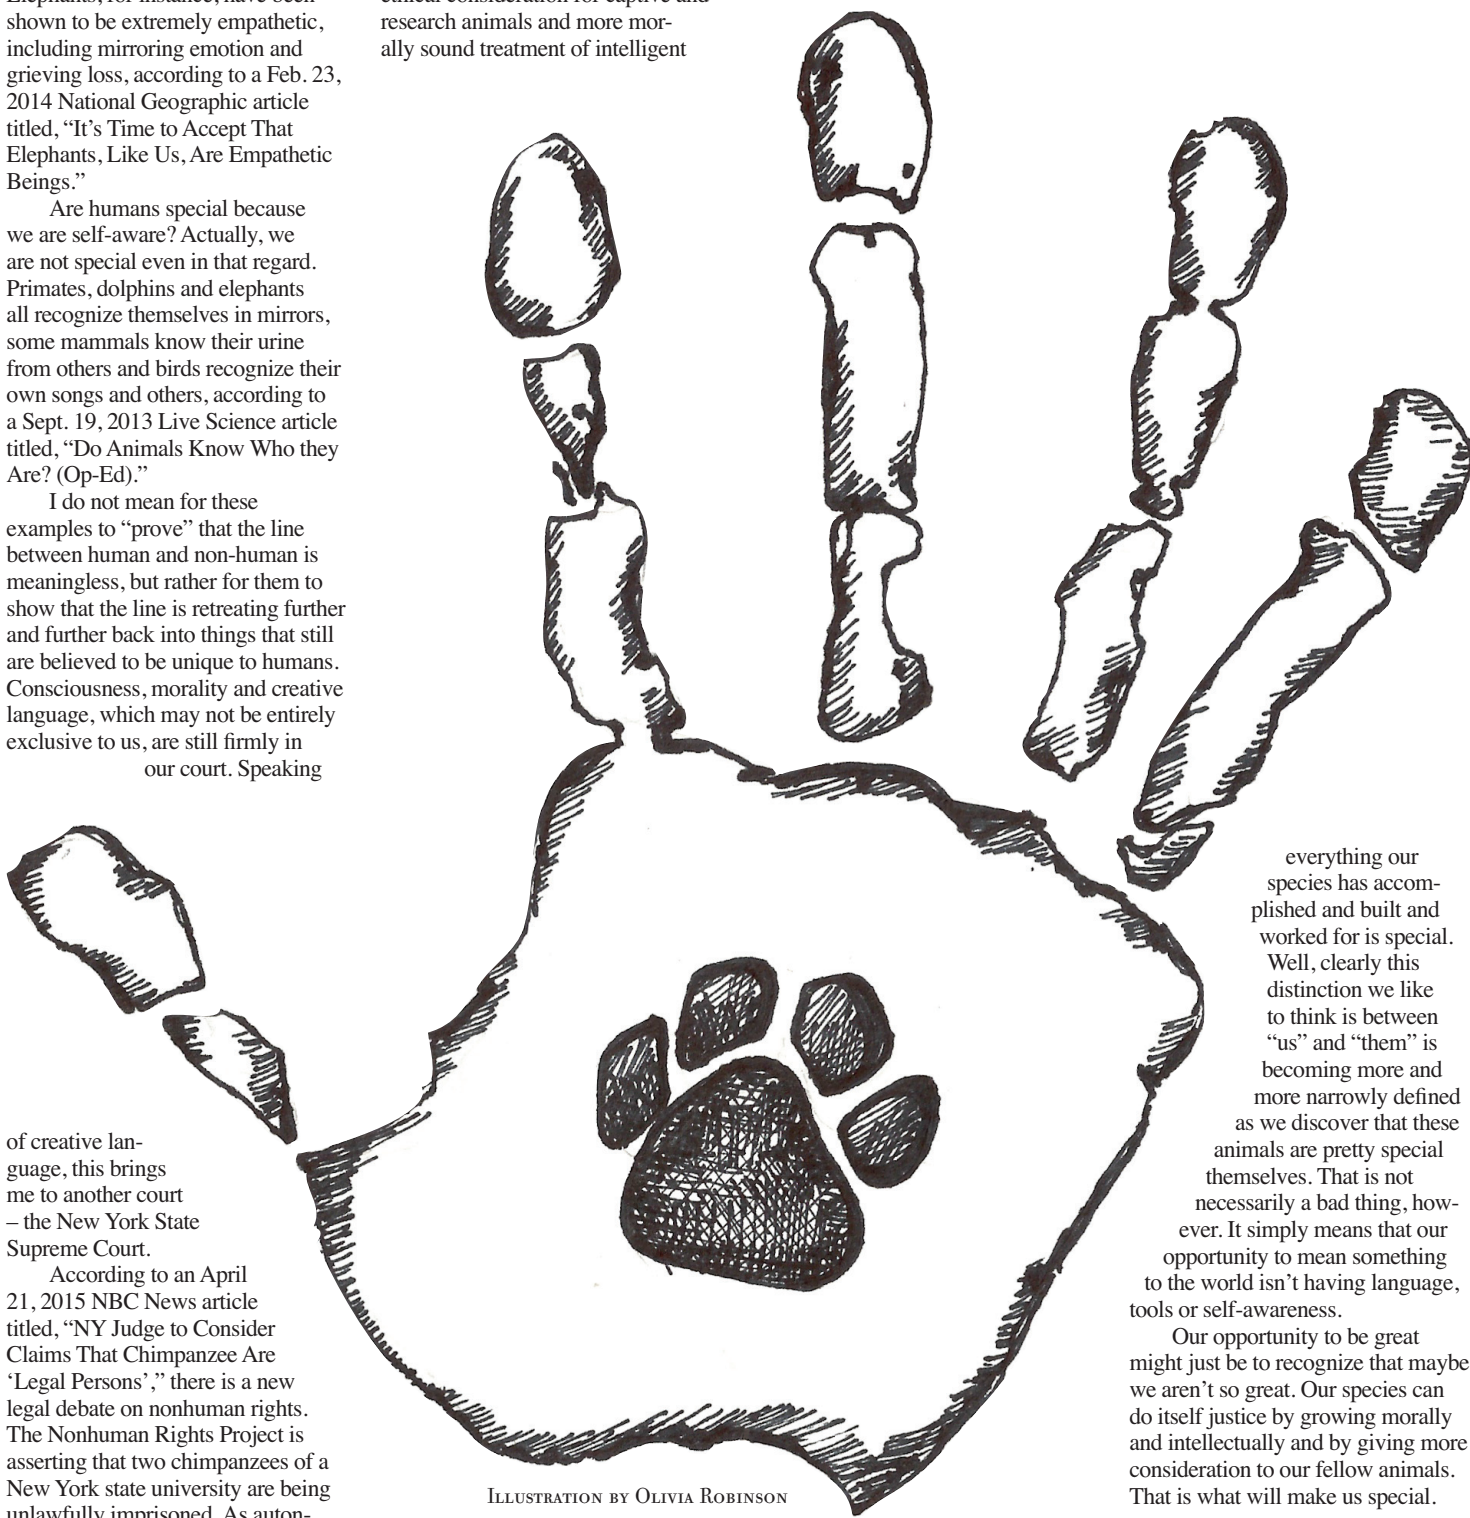 Elephants, for instance, have been
shown to be extremely empathetic,
including mirroring emotion and
grieving loss, according to a Feb. 23,
2014 National Geographic article
titled, “It’s Time to Accept That
Elephants, Like Us, Are Empathetic
Beings.”
Are humans special because
we are self-aware? Actually, we
are not special even in that regard.
Primates, dolphins and elephants
all recognize themselves in mirrors,
some mammals know their urine
from others and birds recognize their
own songs and others, according to
a Sept. 19, 2013 Live Science article
titled, “Do Animals Know Who they
Are? (Op-Ed).”
I do not mean for these
examples to “prove” that the line
between human and non-human is
meaningless, but rather for them to
show that the line is retreating further
and further back into things that still
are believed to be unique to humans.
Consciousness, morality and creative
language, which may not be entirely
exclusive to us, are still firmly in
our court. Speaking
of creative lan-
guage, this brings
me to another court
– the New York State
Supreme Court.
According to an April
21, 2015 NBC News article
titled, “NY Judge to Consider
Claims That Chimpanzee Are
‘Legal Persons’,” there is a new
legal debate on nonhuman rights.
The Nonhuman Rights Project is
asserting that two chimpanzees of a
New York state university are being
unlawfully imprisoned. As auton-
ethical consideration for captive and
research animals and more mor-
ally sound treatment of intelligent
everything our
species has accom-
plished and built and
worked for is special.
Well, clearly this
distinction we like
to think is between
“us” and “them” is
becoming more and
more narrowly defined
as we discover that these
animals are pretty special
themselves. That is not
necessarily a bad thing, how-
ever. It simply means that our
opportunity to mean something
to the world isn’t having language,
tools or self-awareness.
Our opportunity to be great
might just be to recognize that maybe
we aren’t so great. Our species can
do itself justice by growing morally
and intellectually and by giving more
consideration to our fellow animals.
That is what will make us special.
Illustration by Olivia Robinson